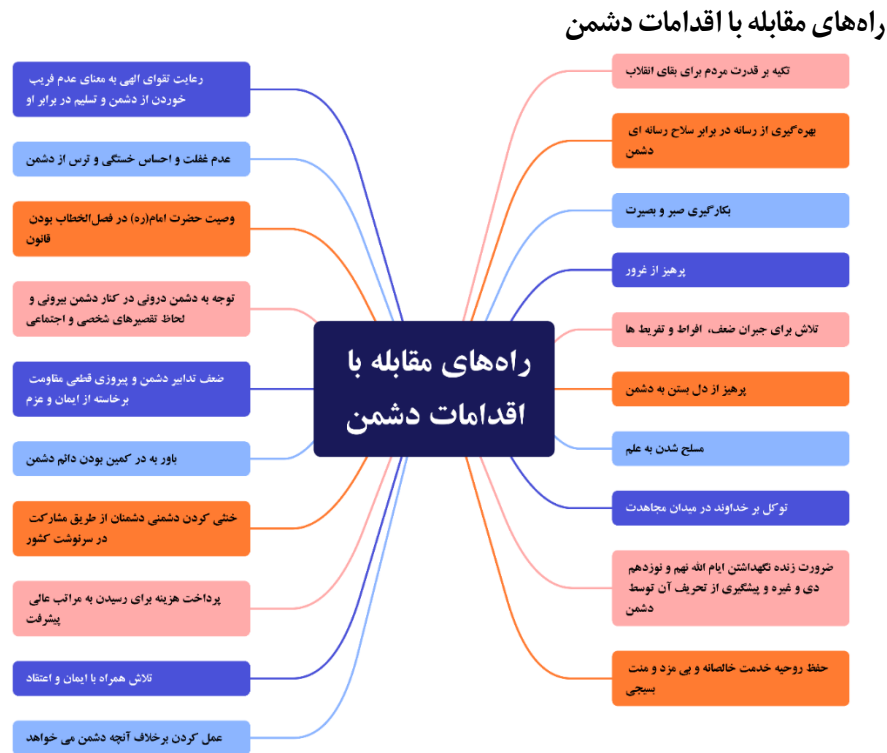 راه‌های مقابله با اقدامات دشمن
راه‌های مقابله با
اقدامات دشمن
تکیه بر قدرت مردم برای بقای انقلاب
بهره‌گیری از رسانه در برابر سلاح رسانه ای
دشمن
بکارگیری صبر و بصیرت
پرهیز از غرور
تلاش برای جبران ضعف، افراط و تفریط ها
پرهیز از دل بستن به دشمن
مسلح شدن به علم
توکل بر خداوند در میدان مجاهدت
ضرورت زنده نگهداشتن ایام الله نهم و نوزدهم
دی و غیره و پیشگیری از تحریف آن توسط
دشمن
حفظ روحیه خدمت خالصانه و بی مزد و منت
بسیجی
رعایت تقوای الهی به معنای عدم فریب
خوردن از دشمن و تسلیم در برابر او
عدم غفلت و احساس خستگی و ترس از دشمن
وصیت حضرت امام(ره) در فصل‌الخطاب بودن
قانون
توجه به دشمن درونی در کنار دشمن بیرونی و
لحاظ تقصیرهای شخصی و اجتماعی
ضعف تدابیر دشمن و پیروزی قطعی مقاومت
برخاسته از ایمان و عزم
باور به در کمین بودن دائم دشمن
خنثی کردن دشمنی دشمنان از طریق مشارکت
در سرنوشت کشور
پرداخت هزینه برای رسیدن به مراتب عالی
پیشرفت
تلاش همراه با ایمان و اعتقاد
عمل کردن برخلاف آنچه دشمن می خواهد